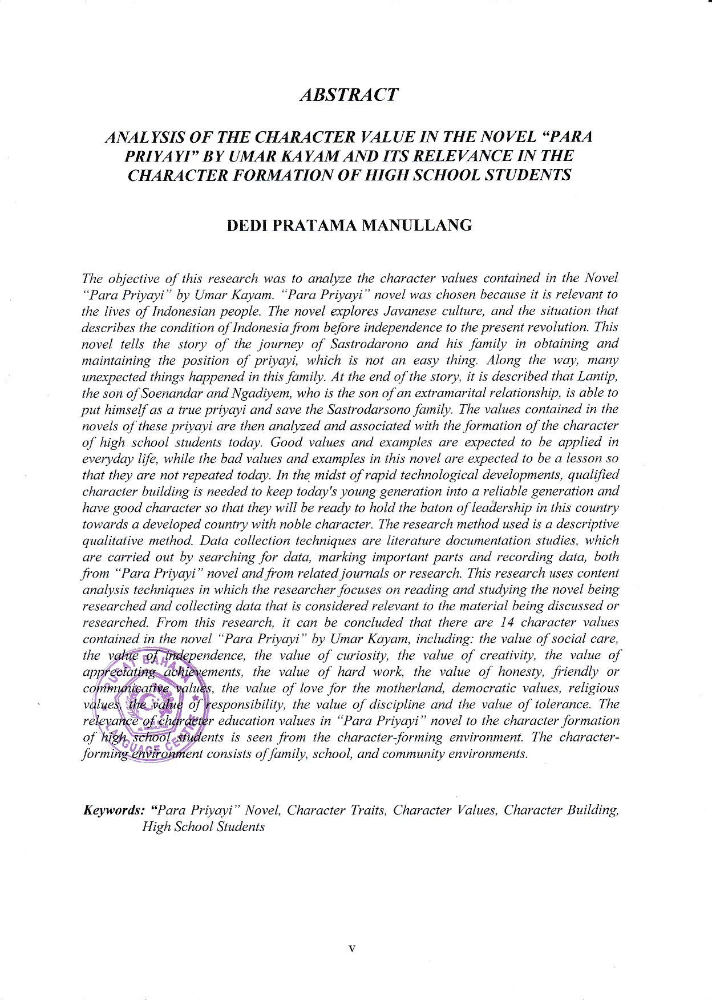 ABSTRACT
ANALYSIS OF THE CHARACTER VALUE IN THE NOVEL “PARA
PRIYAYI” BY UMAR KAYAM AND ITS RELEVANCE IN THE
CHARACTER FORMATION OF HIGH SCHOOL STUDENTS
DEDI PRATAMA MANULLANG
The objective of this research was to analyze the character values contained in the Novel
“Para Priyayi” by Umar Kayam. “Para Priyayi” novel was chosen because it is relevant to
the lives of Indonesian people. The novel explores Javanese culture, and the situation that
describes the condition of Indonesia from before independence to the present revolution. This
novel tells the story of the journey of Sastrodarono and his family in obtaining and
maintaining the position of priyayi, which is not an easy thing. Along the way, many
unexpected things happened in this family. At the end of the story, it is described that Lantip,
the son of Soenandar and Ngadiyem, who is the son of an extramarital relationship, is able to
put himself as a true priyayi and save the Sastrodarsono family. The values contained in the
novels of these priyayi are then analyzed and associated with the formation of the character
of high school students today. Good values and examples are expected to be applied in
everyday life, while the bad values and examples in this novel are expected to be a lesson so
that they are not repeated today. In the midst of rapid technological developments, qualified
character building is needed to keep today's young generation into a reliable generation and
have good character so that they will be ready to hold the baton of leadership in this country
towards a developed country with noble character. The research method used is a descriptive
qualitative method. Data collection techniques are literature documentation studies, which
are carried out by searching for data, marking important parts and recording data, both
from “Para Priyayi” novel and from related journals or research. This research uses content
analysis techniques in which the researcher focuses on reading and studying the novel being
researched and collecting data that is considered relevant to the material being discussed or
researched. From this research, it can be concluded that there are 14 character values
contained in the novel “Para Priyayi” by Umar Kayam, including: the value of social care,
the value of independence, the value of curiosity, the value of creativity, the value of
appreciating achievements, the value of hard work, the value of honesty, friendly or
communicative values, the value of love for the motherland, democratic values, religious
values, the value of responsibility, the value of discipline and the value of tolerance. The
relevance of character education values in “Para Priyayi” novel to the character formation
of high school students is seen from the character-forming environment. The character-
forming environment consists of family, school, and community environments.
PUSAT BAHASA
LANGUAGE CENTRE
Keywords: “Para Priyayi” Novel, Character Traits, Character Values, Character Building,
High School Students
v